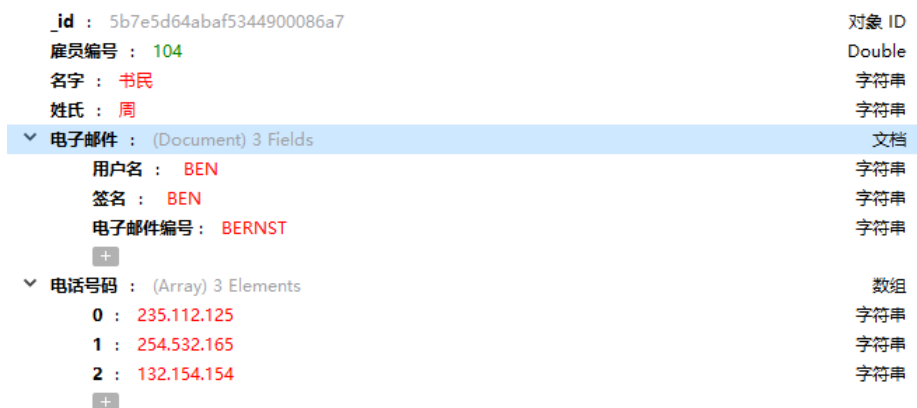 _id : 5b7e5d64abaf5344900086a7 对象 ID
雇员编号 : 104 Double
名字 : 书民 字符串
姓氏 : 周 字符串
电子邮件 : (Document) 3 Fields 文档
用户名 : BEN 字符串
签名 : BEN 字符串
电子邮件编号 : BERNST 字符串
+
电话号码 : (Array) 3 Elements 数组
0 : 235.112.125 字符串
1 : 254.532.165 字符串
2 : 132.154.154 字符串
+